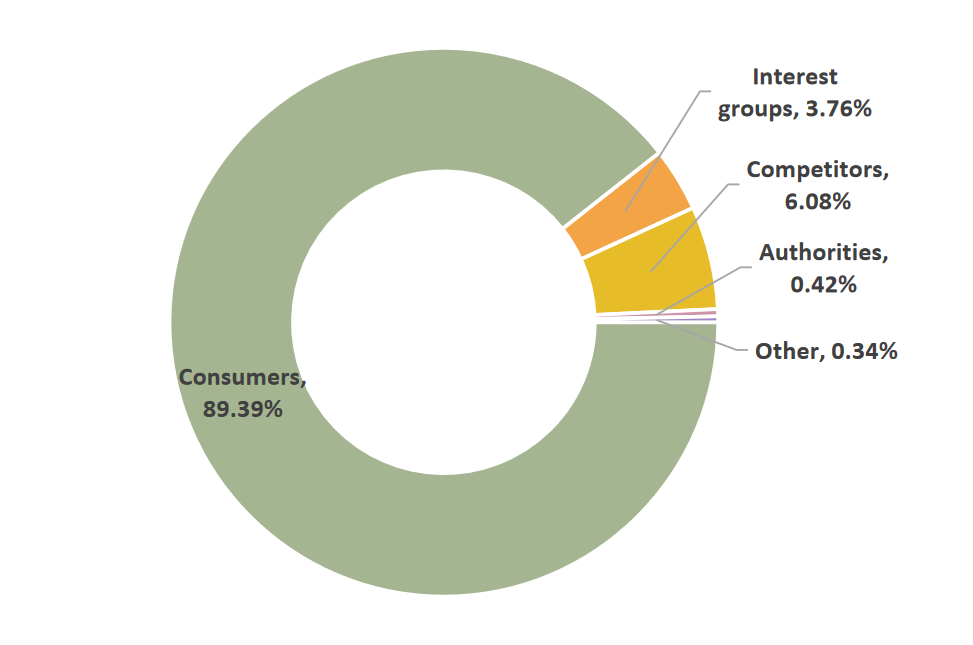 Interest
groups, 3.76%
Competitors,
6.08%
Authorities,
0.42%
Other, 0.34%
Consumers,
89.39%